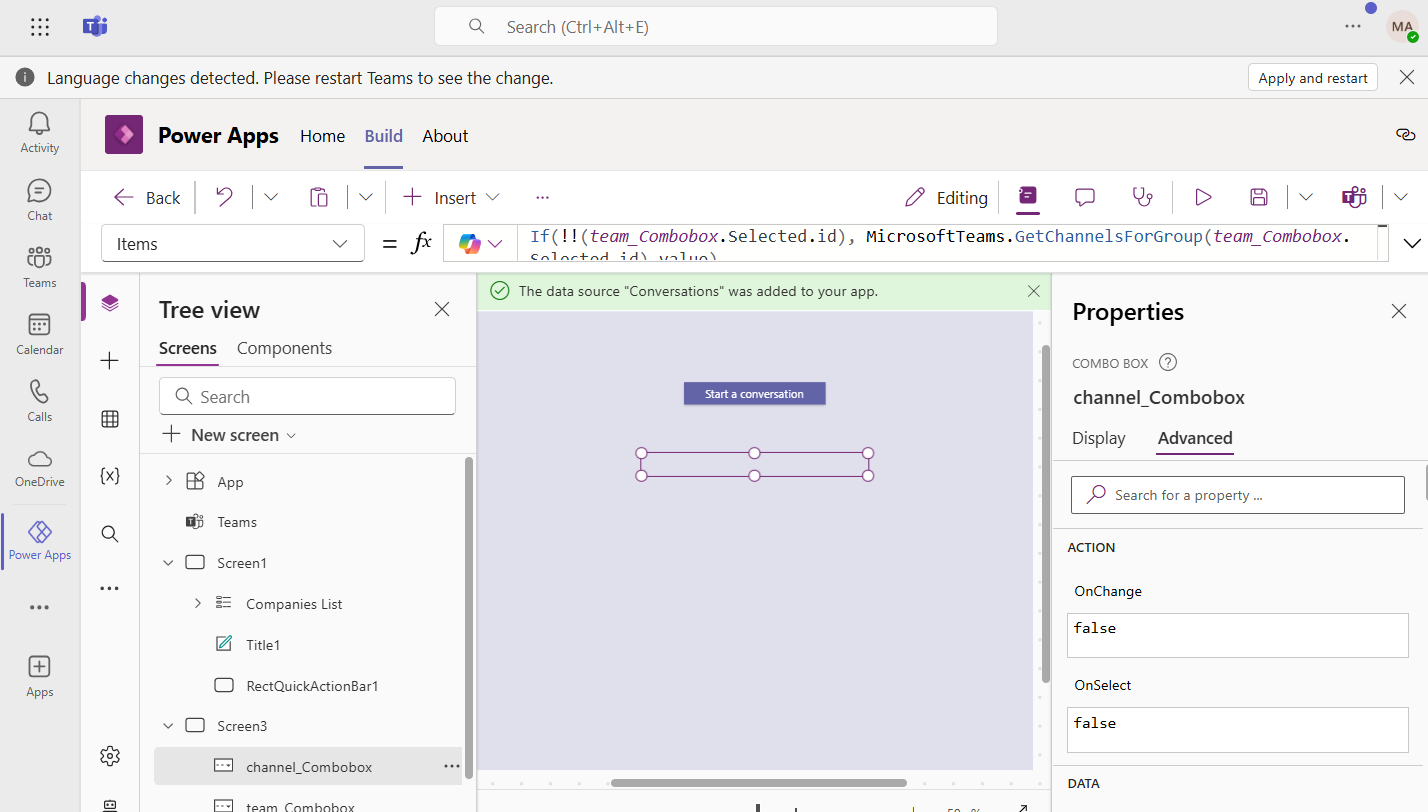 Search (Ctrl+Alt+E)
MA
Language changes detected. Please restart Teams to see the change.
Apply and restart
Activity
Chat
Teams
Calendar
Calls
OneDrive
Power Apps
Apps
Power Apps
Home
Build
About
Back
Insert
Editing
Items
= fx
If(!!(team_Combobox.Selected.id), MicrosoftTeams.GetChannelsForGroup(team_Combobox.
Selected.id).value)
Tree view
Screens
Components
Search
New screen
App
Teams
Screen1
Companies List
Title1
RectQuickActionBar1
Screen3
channel_Combobox
team_Combobox
The data source "Conversations" was added to your app.
Start a conversation
50 %
Properties
COMBO BOX
channel_Combobox
Display
Advanced
Search for a property ...
ACTION
OnChange
false
OnSelect
false
DATA